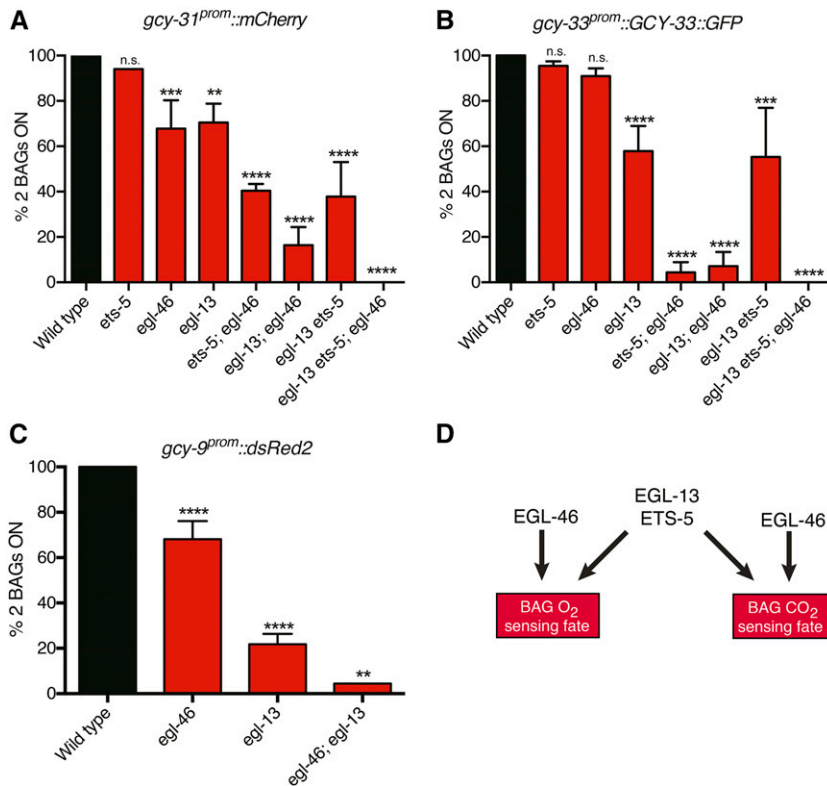 A
gcy-31prom::mCherry
% 2 BAGs ON
100
80
60
40
20
0
n.s.
***
**
****
****
****
****
Wild type
ets-5
egl-46
egl-13
ets-5; egl-46
egl-13; egl-46
egl-13 ets-5
egl-13 ets-5; egl-46
B
gcy-33prom::GCY-33::GFP
% 2 BAGs ON
100
80
60
40
20
0
n.s.
n.s.
****
****
****
***
****
Wild type
ets-5
egl-46
egl-13
ets-5; egl-46
egl-13; egl-46
egl-13 ets-5
egl-13 ets-5; egl-46
C
gcy-9prom::dsRed2
% 2 BAGs ON
100
80
60
40
20
0
****
****
**
Wild type
egl-46
egl-13
egl-46; egl-13
D
EGL-46
EGL-13
ETS-5
EGL-46
BAG O2
sensing fate
BAG CO2
sensing fate